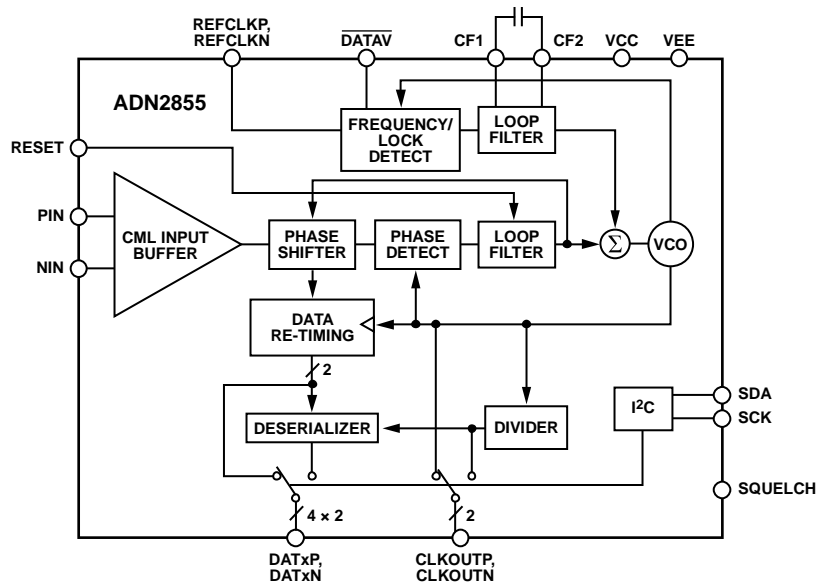 REFCLKP,
REFCLKN
DATAV
CF1
CF2
VCC
VEE
ADN2855
FREQUENCY/
LOCK
DETECT
LOOP
FILTER
RESET
PIN
NIN
CML INPUT
BUFFER
PHASE
SHIFTER
PHASE
DETECT
LOOP
FILTER
Σ
VCO
DATA
RE-TIMING
2
DESERIALIZER
DIVIDER
I²C
SDA
SCK
SQUELCH
4 × 2
2
DATxP,
DATxN
CLKOUTP,
CLKOUTN